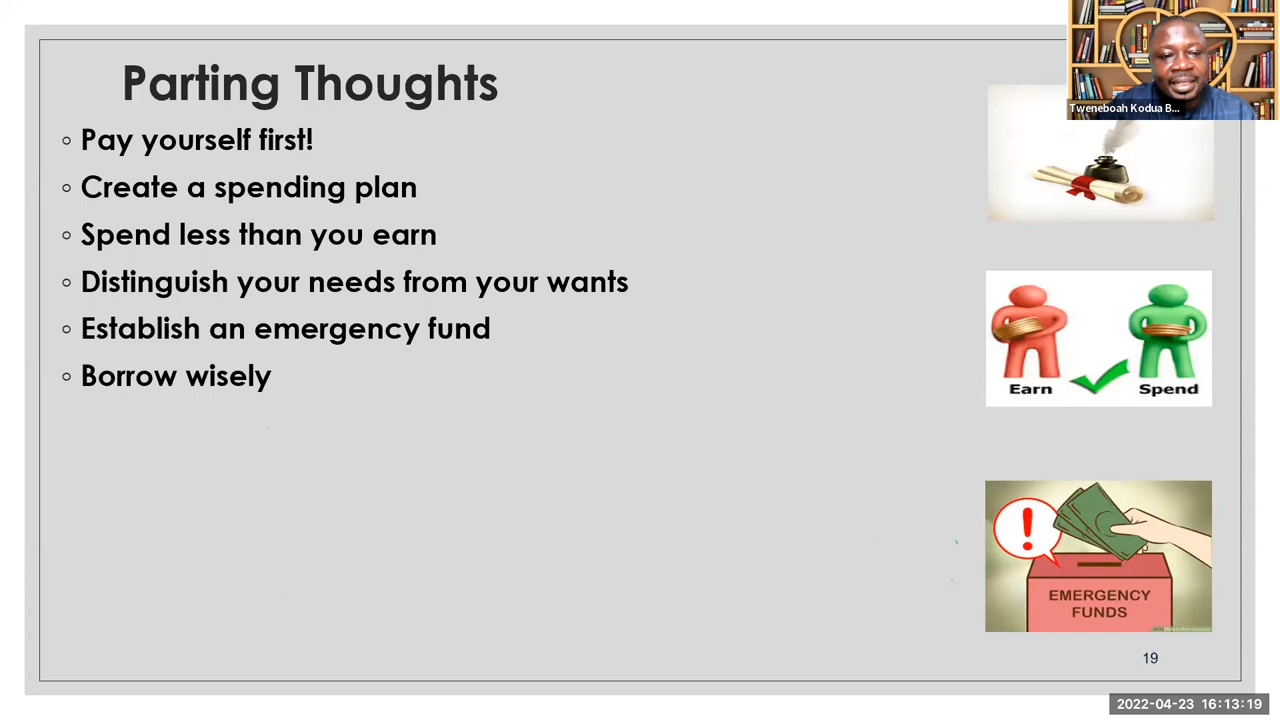 Parting Thoughts
◦ Pay yourself first!
◦ Create a spending plan
◦ Spend less than you earn
◦ Distinguish your needs from your wants
◦ Establish an emergency fund
◦ Borrow wisely
Tweneboah Kodua B...
Earn
Spend
!
EMERGENCY
FUNDS
19
2022-04-23 16:13:19